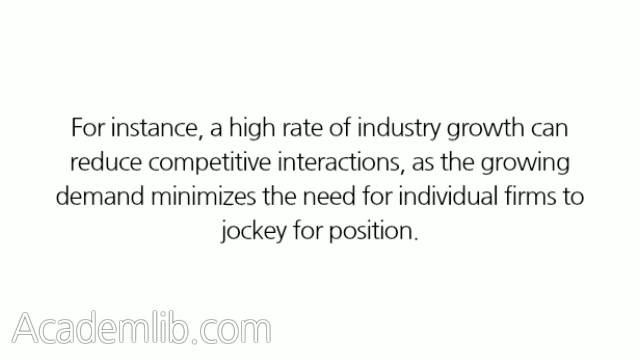 For instance, a high rate of industry growth can
reduce competitive interactions, as the growing
demand minimizes the need for individual firms to
jockey for position.
Academlib.com